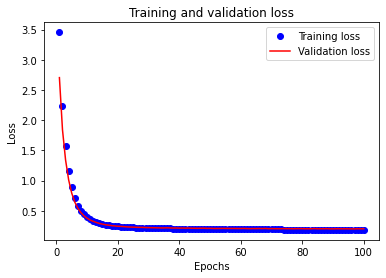 Training and validation loss
Training loss
Validation loss
Loss
3.5
3.0
2.5
2.0
1.5
1.0
0.5
0 20 40 60 80 100
Epochs